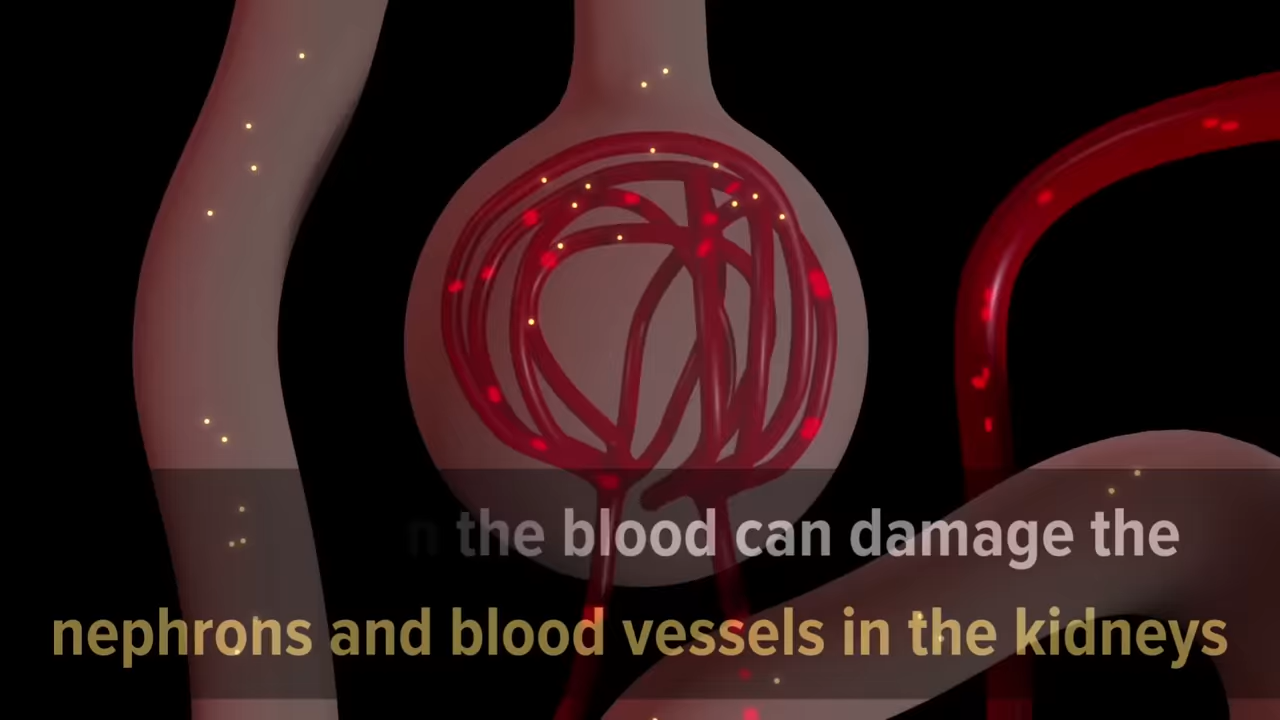 the blood can damage the
nephrons and blood vessels in the kidneys